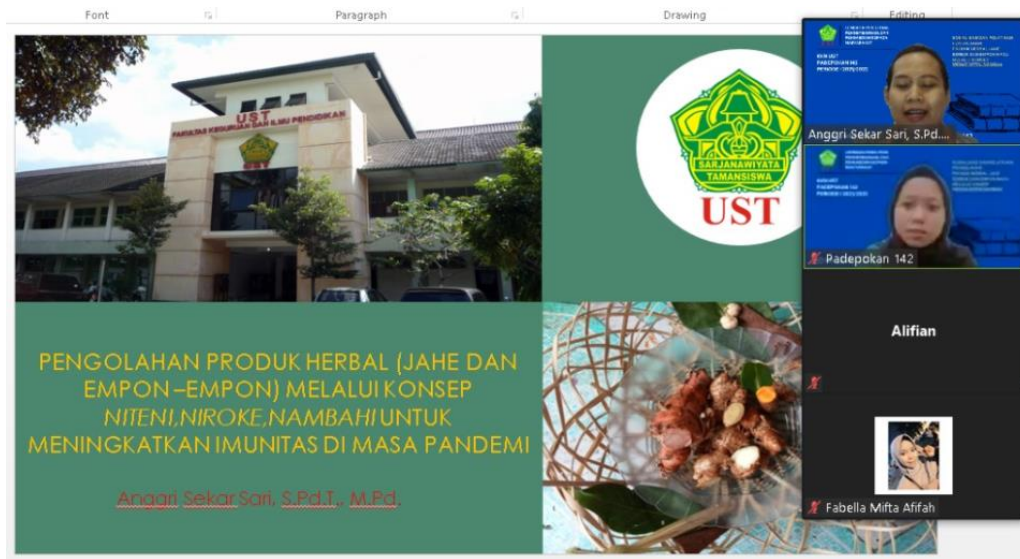 Font
Paragraph
Drawing
Editing
UST
FAKULTAS KEGURUAN DAN ILMU PENDIDIKAN
SARJANAWIYATA
TAMANSISWA
UST
PENGOLAHAN PRODUK HERBAL (JAHE DAN
EMPON –EMPON) MELALUI KONSEP
NITENI,NIROKE,NAMBAHI UNTUK
MENINGKATKAN IMUNITAS DI MASA PANDEMI
Anggri Sekar Sari, S.Pd.T., M.Pd.
Anggri Sekar Sari, S.Pd....
Padepokan 142
Alifian
Fabella Mifta Afifah